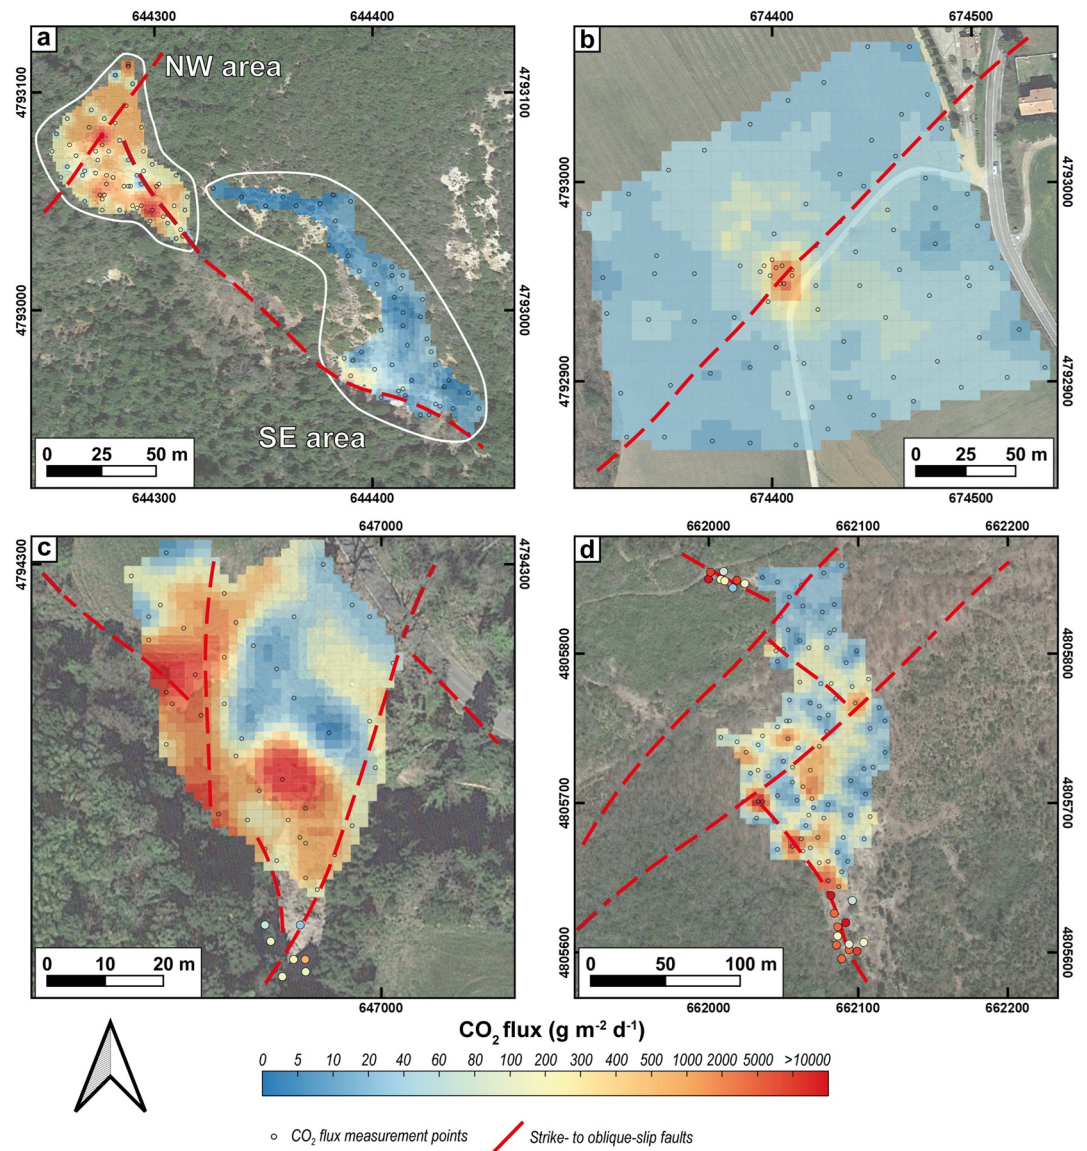 644300 644400
a
NW area
4793100
4793100
4793000
4793000
SE area
0 25 50 m
644300 644400
674400 674500
b
4793000
4793000
4792900
4792900
0 25 50 m
674400 674500
647000
c
4794300
4794300
0 10 20 m
647000
662000 662100 662200
d
4805800
4805800
4805700
4805700
4805600
4805600
0 50 100 m
662000 662100 662200
CO2 flux (g m-2 d-1)
0 5 10 20 40 60 80 100 200 300 400 500 1000 2000 5000 >10000
CO2 flux measurement points
Strike- to oblique-slip faults